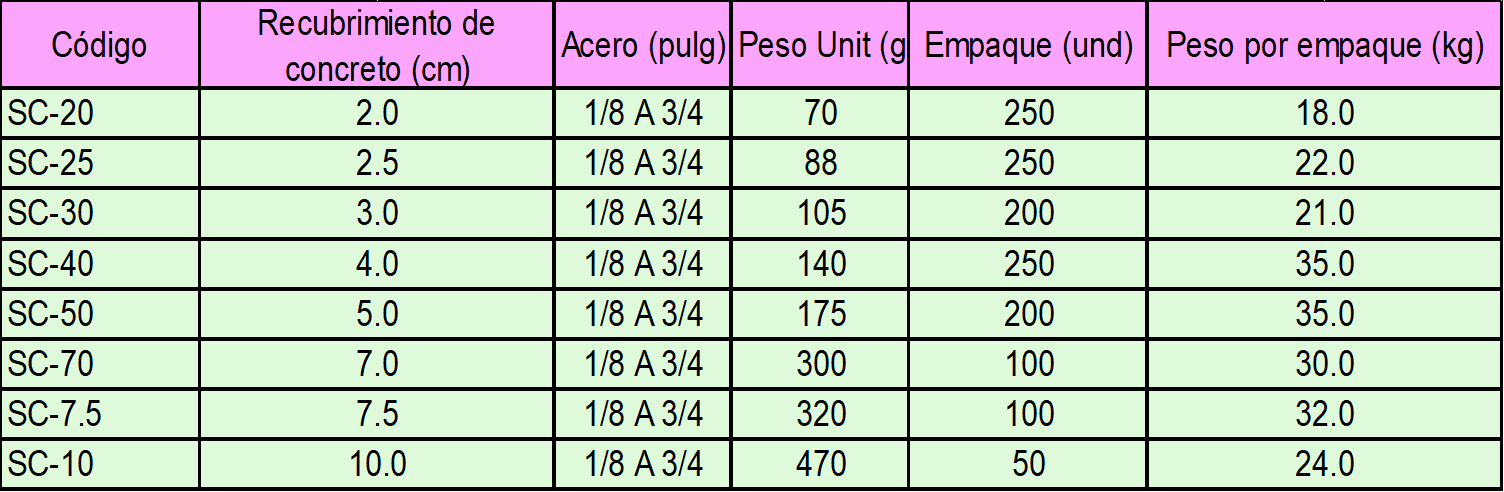 Código Recubrimiento de concreto (cm) Acero (pulg) Peso Unit (g Empaque (und) Peso por empaque (kg)
SC-20 2.0 1/8 A 3/4 70 250 18.0
SC-25 2.5 1/8 A 3/4 88 250 22.0
SC-30 3.0 1/8 A 3/4 105 200 21.0
SC-40 4.0 1/8 A 3/4 140 250 35.0
SC-50 5.0 1/8 A 3/4 175 200 35.0
SC-70 7.0 1/8 A 3/4 300 100 30.0
SC-7.5 7.5 1/8 A 3/4 320 100 32.0
SC-10 10.0 1/8 A 3/4 470 50 24.0